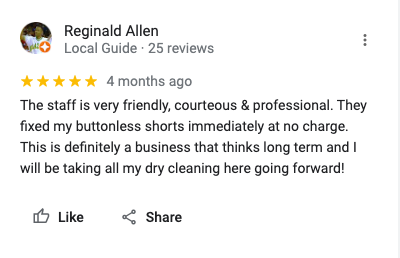 Reginald Allen
Local Guide · 25 reviews
4 months ago
The staff is very friendly, courteous & professional. They
fixed my buttonless shorts immediately at no charge.
This is definitely a business that thinks long term and I
will be taking all my dry cleaning here going forward!
Like
Share